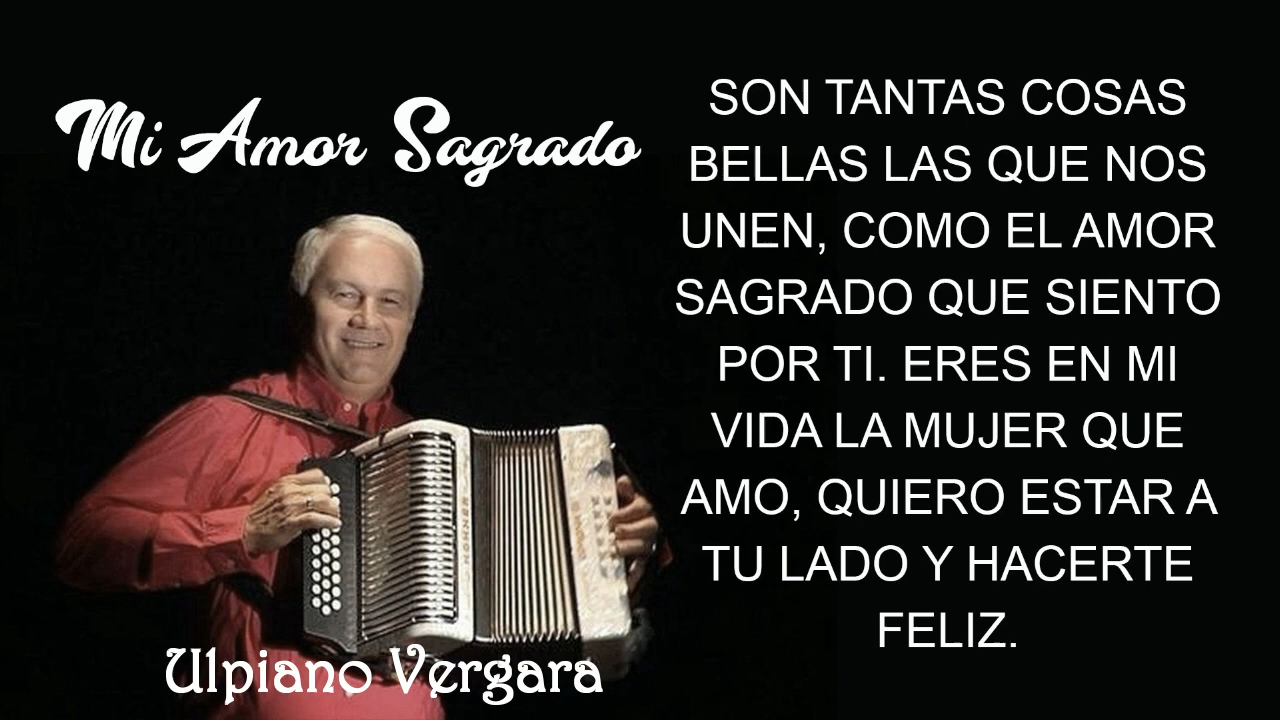 Mi Amor Sagrado
SON TANTAS COSAS
BELLAS LAS QUE NOS
UNEN, COMO EL AMOR
SAGRADO QUE SIENTO
POR TI. ERES EN MI
VIDA LA MUJER QUE
AMO, QUIERO ESTAR A
TU LADO Y HACERTE
FELIZ.
HOHNER
Ulpiano Vergara